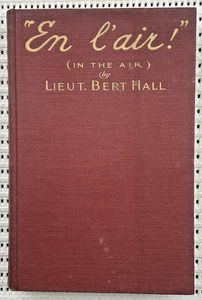 "En l'air!"
(IN THE AIR)
by
LIEUT. BERT HALL